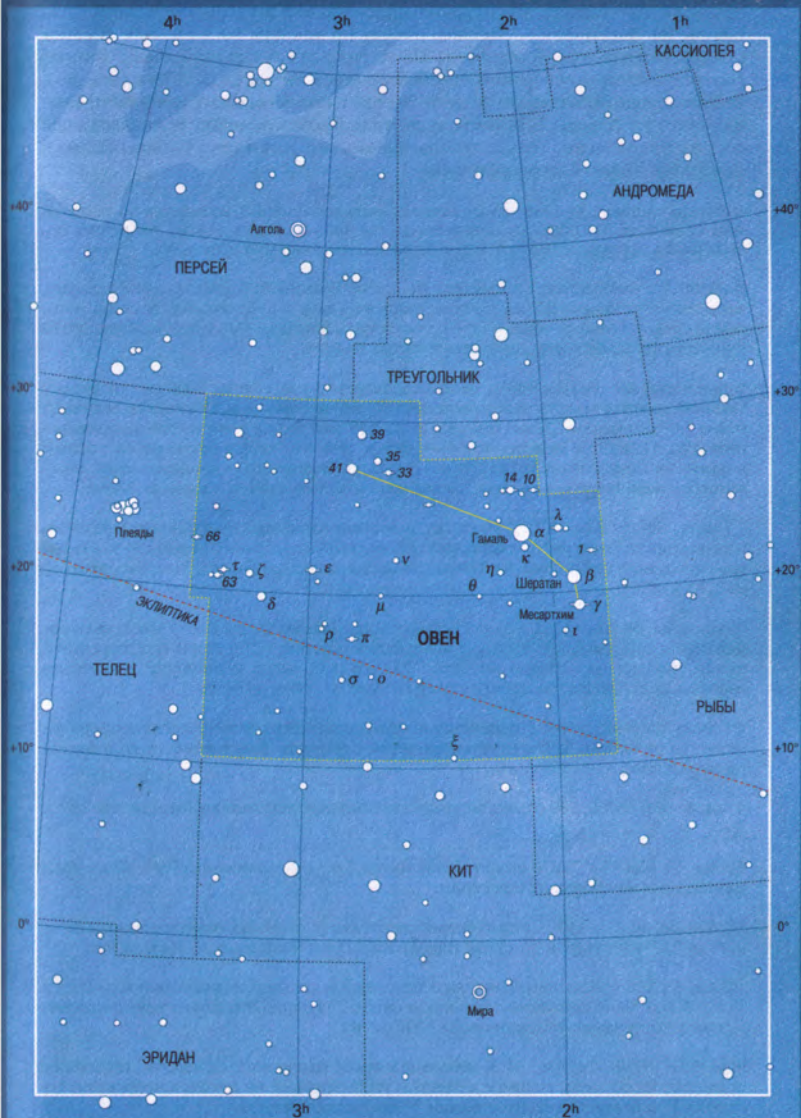 4h 3h 2h 1h
КАССИОПЕЯ
АНДРОМЕДА
+40° +40°
Алголь
ПЕРСЕЙ
ТРЕУГОЛЬНИК
+30° +30°
39
35
41 33
14 10
Плеяды
66
Гамаль α λ
κ 1
+20° +20°
τ ζ ε ν η Шератан β
63
δ μ θ Месартхим γ
ЭКЛИПТИКА
ρ π ОВЕН ι
ТЕЛЕЦ
σ ο
РЫБЫ
+10° ξ +10°
КИТ
0° 0°
Мира
ЭРИДАН
3h 2h